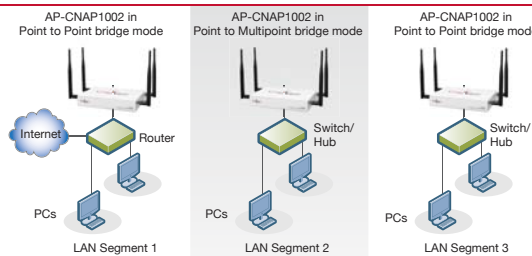 AP-CNAP1002 in
Point to Point bridge mode
Internet
Router
PCs
LAN Segment 1
AP-CNAP1002 in
Point to Multipoint bridge mode
Switch/
Hub
PCs
LAN Segment 2
AP-CNAP1002 in
Point to Point bridge mod
Switch/
Hub
PCs
LAN Segment 3